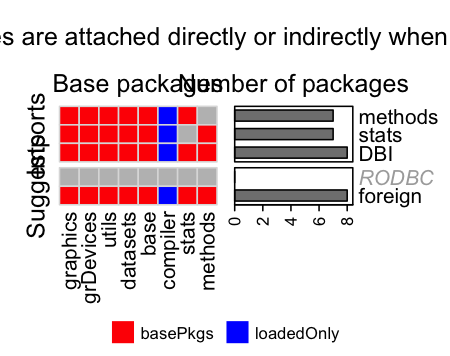 es are attached directly or indirectly when
Base packages
Number of packages
Imports
Suggests
methods
stats
DBI
RODBC
foreign
graphics
grDevices
utils
datasets
base
compiler
stats
methods
0
2
4
6
8
basePkgs
loadedOnly